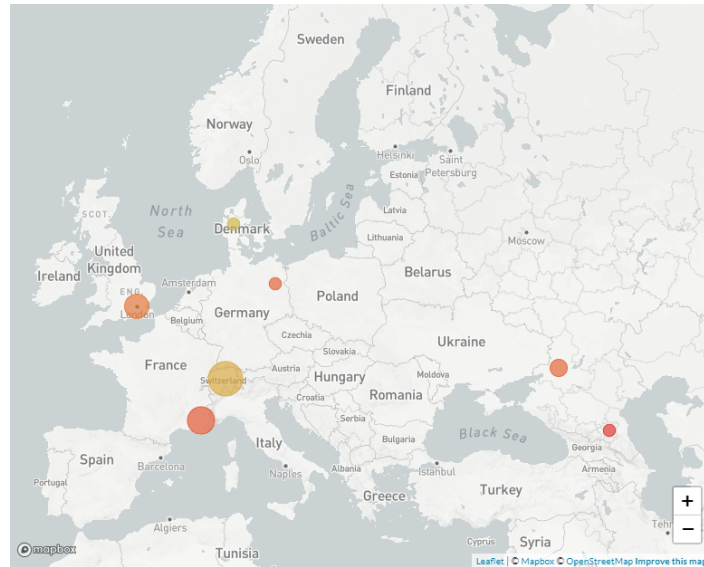 Sweden
Finland
Norway
Oslo
Helsinki
Saint
Petersburg
Estonia
SCOT.
North
Sea
Baltic Sea
Latvia
Denmark
Moscow
Lithuania
United
Kingdom
Ireland
Belarus
Amsterdam
ENG.
London
Poland
Germany
Belgium
Czechia
Ukraine
Slovakia
France
Austria
Switzerland
Hungary
Moldova
Croatia
Romania
Serbia
Italy
Bulgaria
Black Sea
Georgia
Barcelona
Spain
Portugal
Naples
Albania
Istanbul
Armenia
Greece
Turkey
Algiers
Tunisia
Cyprus
Syria
Teh
+
−
mapbox
Leaflet | © Mapbox © OpenStreetMap Improve this map